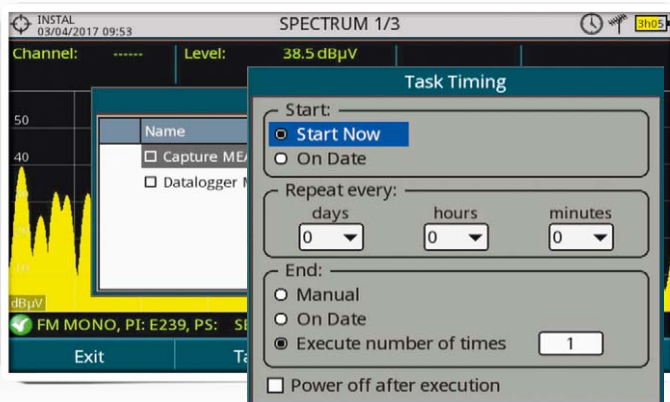 INSTAL
03/04/2017 09:53
SPECTRUM 1/3
3h05
Channel: ------ Level: 38.5 dBµV
Task Timing
Start:
Start Now
On Date
Repeat every:
days hours minutes
0 0 0
End:
Manual
On Date
Execute number of times 1
Power off after execution
Name
Capture
Datalogger
50
40
10
dBµV
FM MONO, PI: E239, PS:
Exit